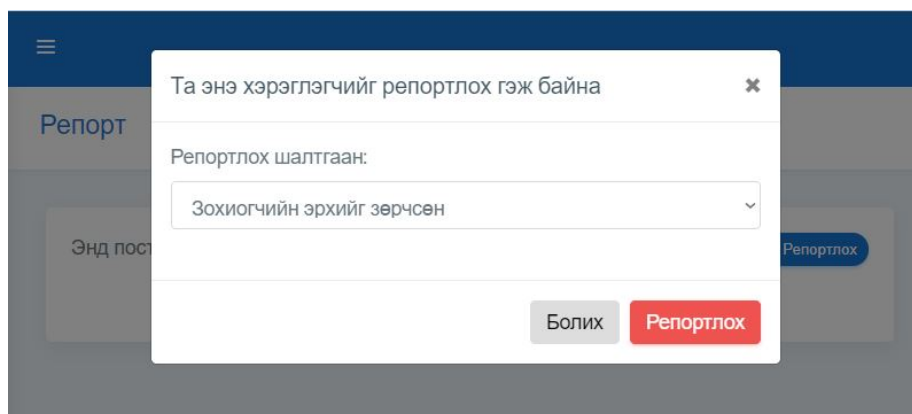 Та энэ хэрэглэгчийг репортлох гэж байна
Репорт
Репортлох шалтгаан:
Зохиогчийн эрхийг зөрчсөн
Энд пост
Репортлох
Болих
Репортлох